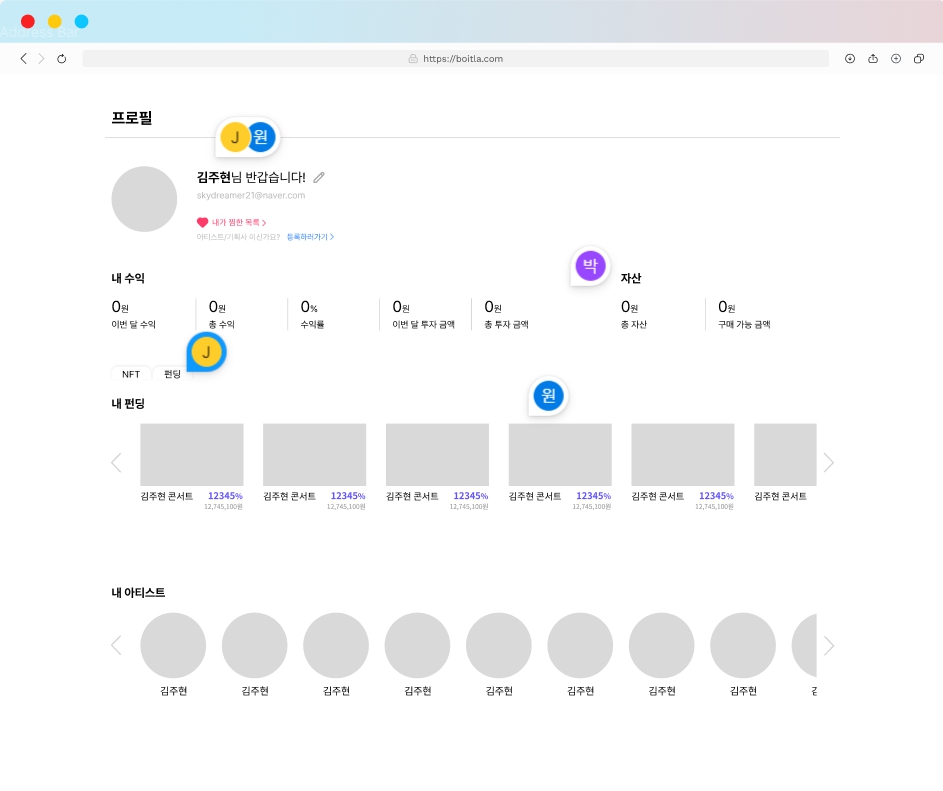 Address Bar
https://boitla.com
프로필
J 원
김주현님 반갑습니다!
skydreamer21@naver.com
내가 찜한 목록 >
아티스트/기획사 이신가요? 등록하러가기 >
박
내 수익 자산
0원 0원 0% 0원 0원 0원 0원
이번 달 수익 총 수익 수익률 이번 달 투자 금액 총 투자 금액 총 자산 구매 가능 금액
J
NFT 펀딩
원
내 펀딩
김주현 콘서트 12345% 김주현 콘서트 12345% 김주현 콘서트 12345% 김주현 콘서트 12345% 김주현 콘서트 12345% 김주현 콘서트
12,745,100원 12,745,100원 12,745,100원 12,745,100원 12,745,100원
내 아티스트
김주현 김주현 김주현 김주현 김주현 김주현 김주현 김주현